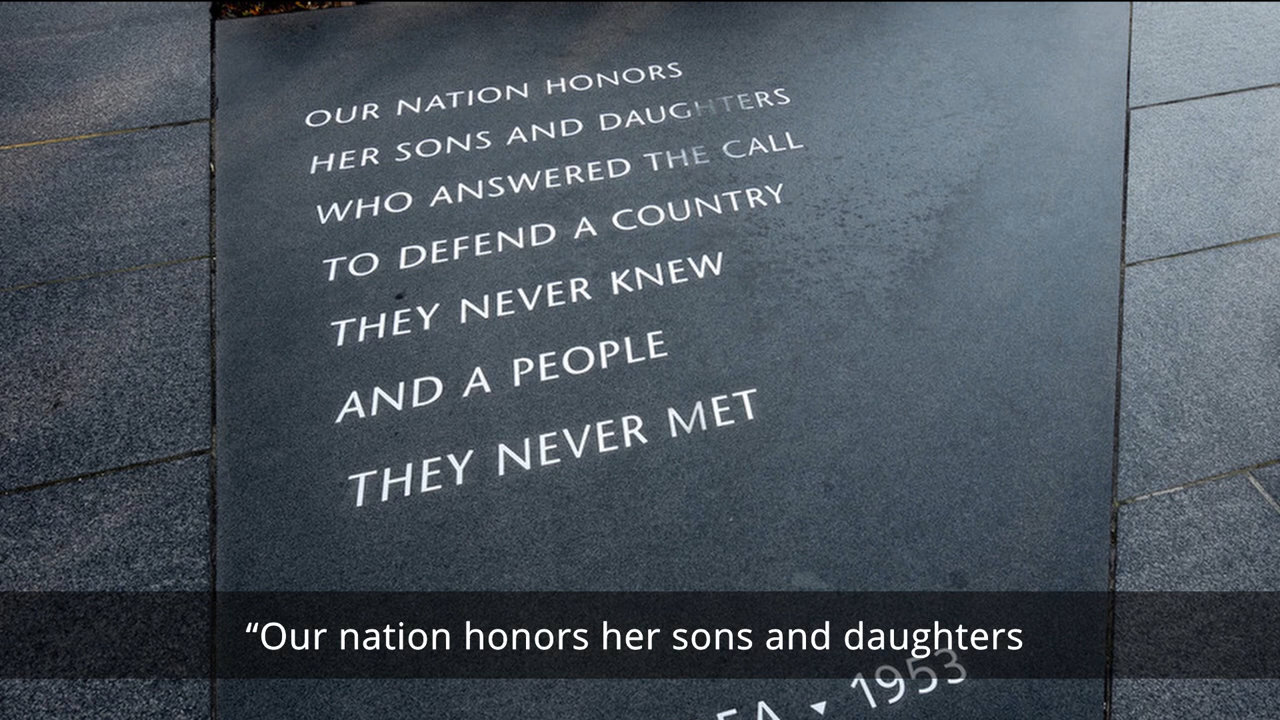 OUR NATION HONORS
HER SONS AND DAUGHTERS
WHO ANSWERED THE CALL
TO DEFEND A COUNTRY
THEY NEVER KNEW
AND A PEOPLE
THEY NEVER MET
“Our nation honors her sons and daughters
1953